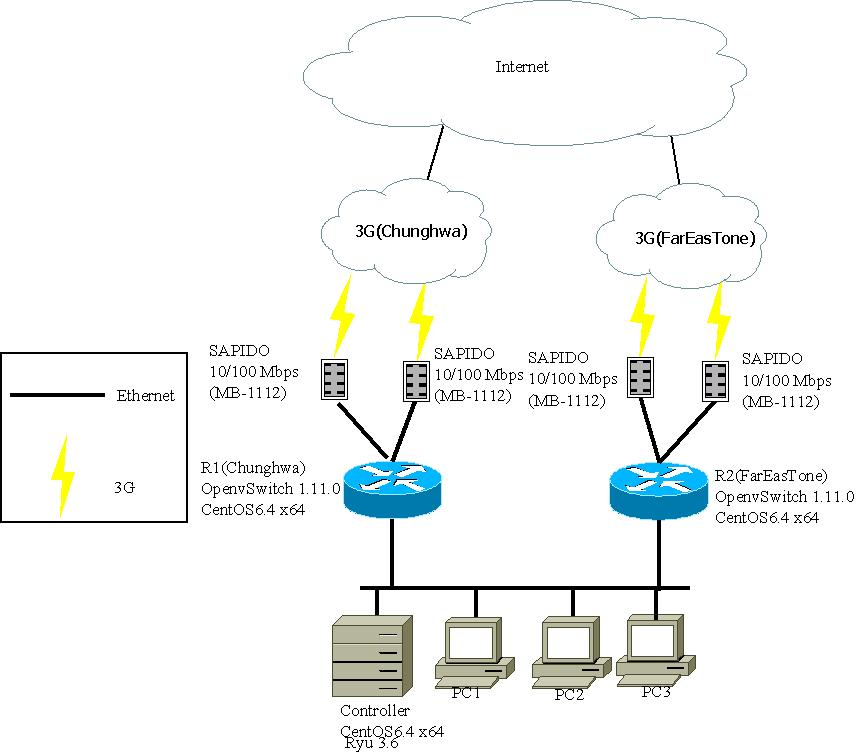 Internet
3G(Chunghwa)
3G(FarEasTone)
SAPIDO
10/100 Mbps
(MB-1112)
SAPIDO
10/100 Mbps
(MB-1112)
SAPIDO
10/100 Mbps
(MB-1112)
SAPIDO
10/100 Mbps
(MB-1112)
Ethernet
3G
R1(Chunghwa)
OpenvSwitch 1.11.0
CentOS6.4 x64
R2(FarEastOne)
OpenvSwitch 1.11.0
CentOS6.4 x64
PC1
PC2
PC3
Controller
CentOS6.4 x64
Ryu 3.6